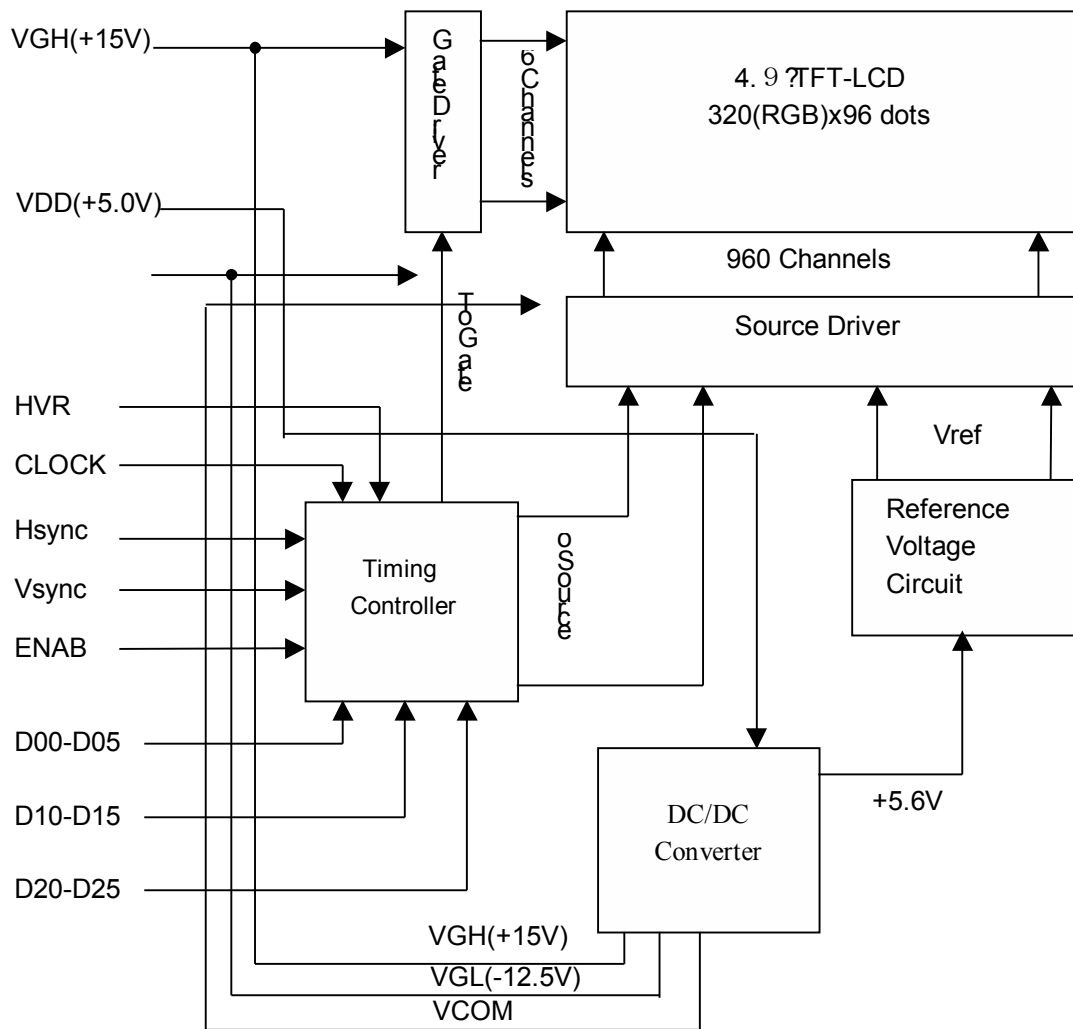 VGH(+15V)
Gate Driver
6 Channels
4. 9 ?TFT-LCD
320(RGB)x96 dots
VDD(+5.0V)
960 Channels
To Gate
Source Driver
HVR
Vref
CLOCK
Reference
Voltage
Circuit
Hsync
Timing
Controller
o Source
Vsync
ENAB
D00-D05
+5.6V
D10-D15
DC/DC
Converter
D20-D25
VGH(+15V)
VGL(-12.5V)
VCOM